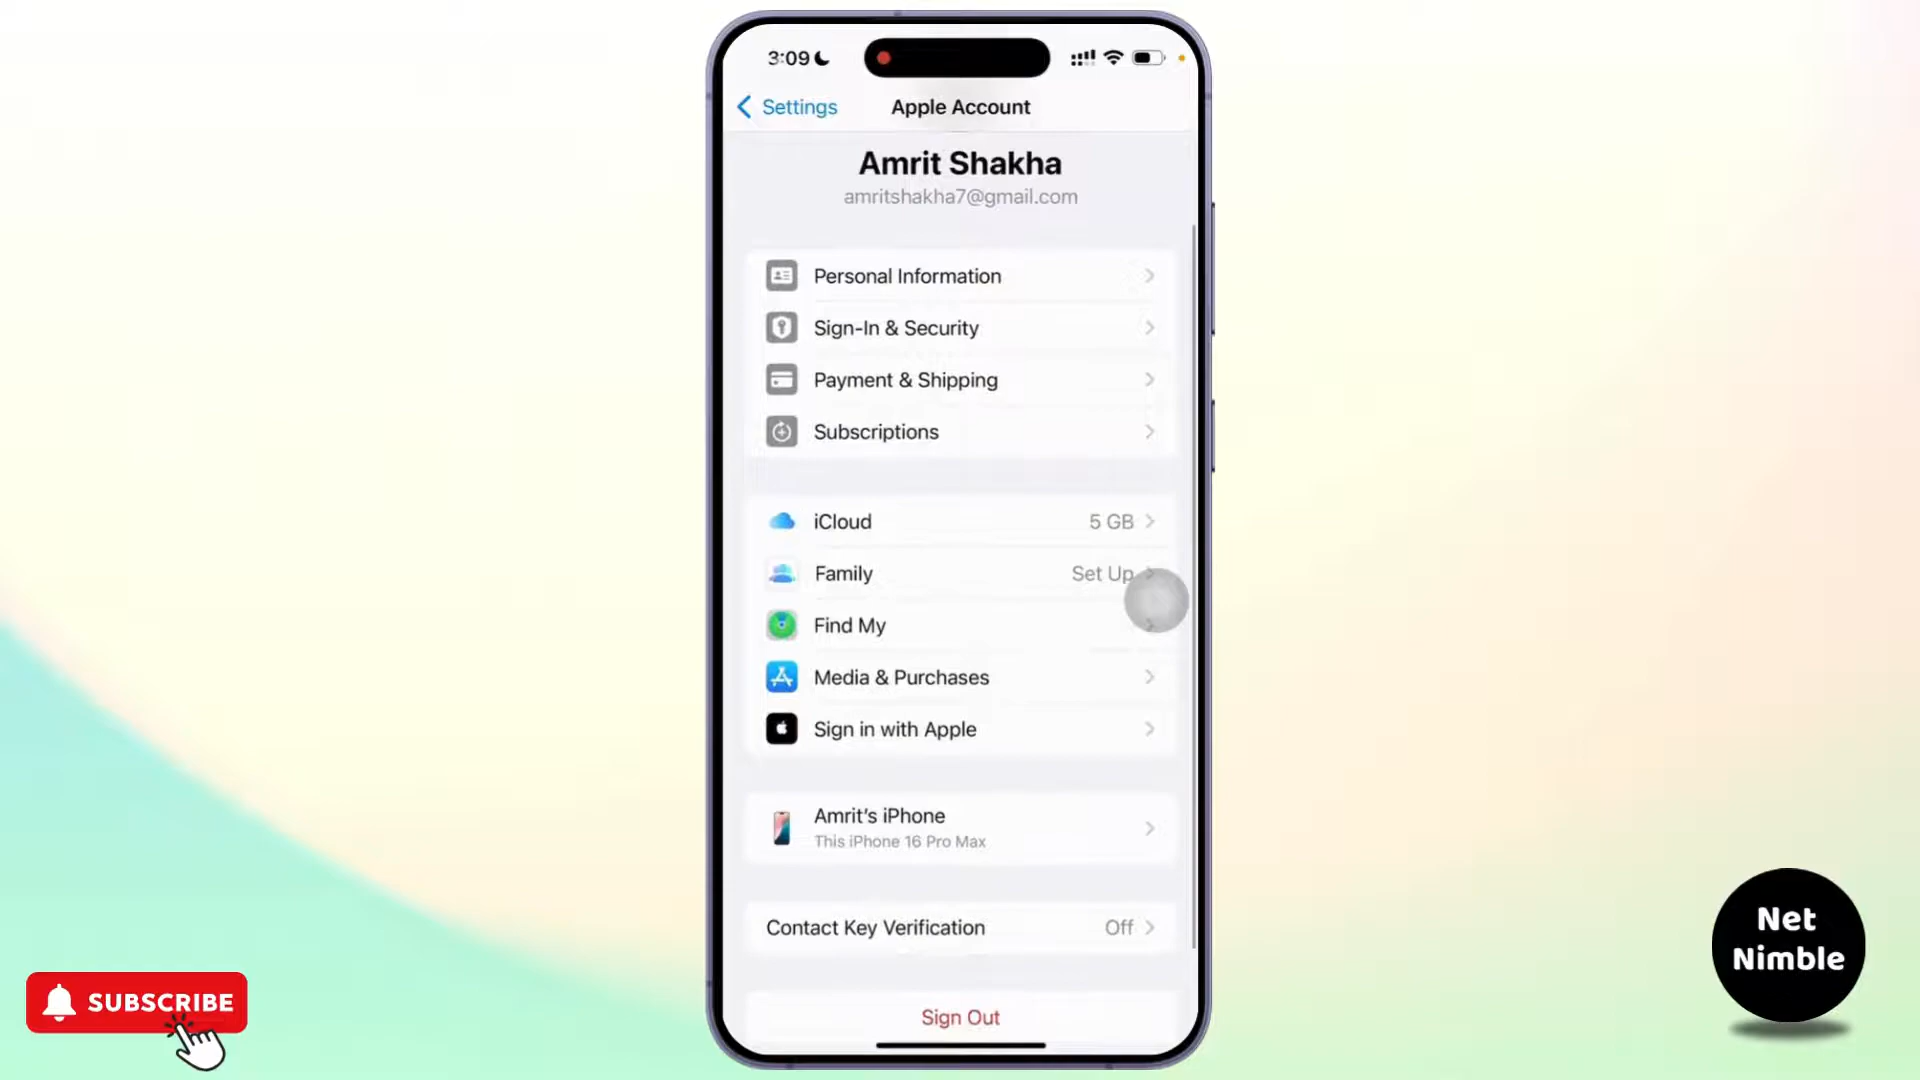 3:09
Settings
Apple Account
Amrit Shakha
amritshakha7@gmail.com
Personal Information
Sign-In & Security
Payment & Shipping
Subscriptions
iCloud 5 GB
Family Set Up
Find My
Media & Purchases
Sign in with Apple
Amrit's iPhone
This iPhone 16 Pro Max
Contact Key Verification Off
Sign Out
SUBSCRIBE
Net
Nimble